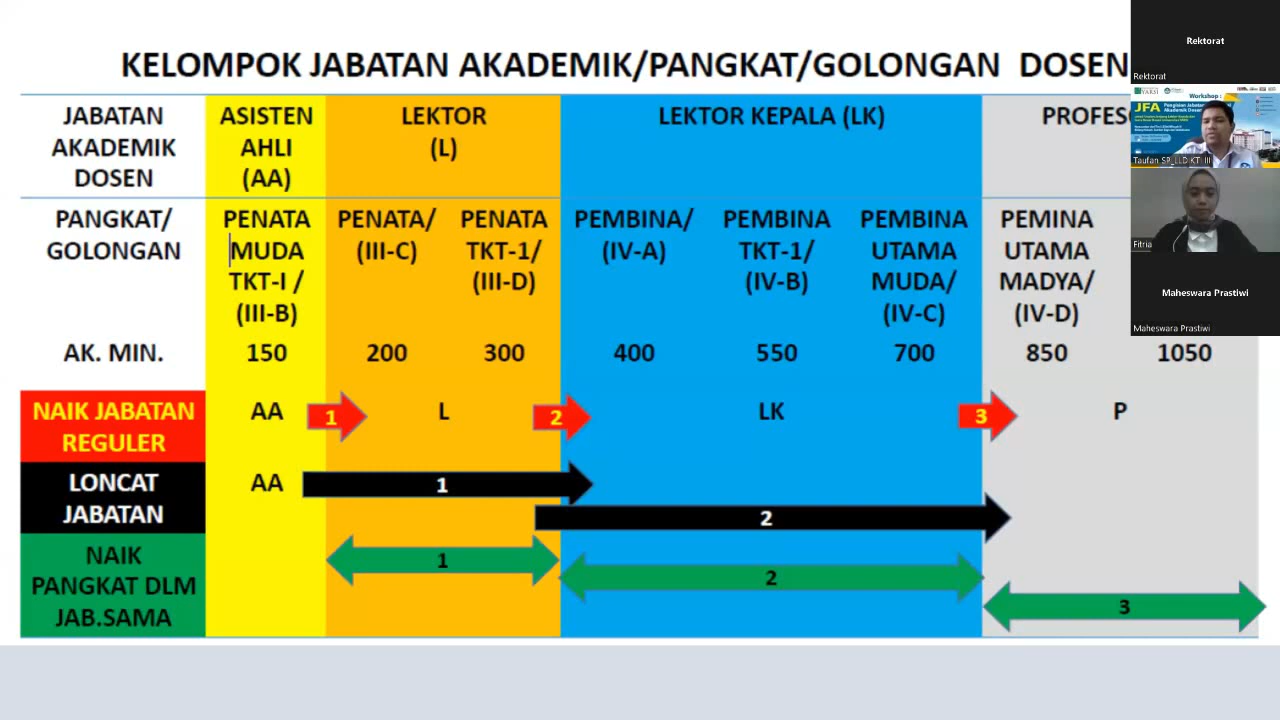 KELOMPOK JABATAN AKADEMIK/PANGKAT/GOLONGAN DOSEN
JABATAN
AKADEMIK
DOSEN
ASISTEN
AHLI
(AA)
LEKTOR
(L)
LEKTOR KEPALA (LK)
PANGKAT/
GOLONGAN
PENATA
MUDA
TKT-I /
(III-B)
PENATA/
(III-C)
PENATA
TKT-1/
(III-D)
PEMBINA/
(IV-A)
PEMBINA
TKT-1/
(IV-B)
PEMBINA
UTAMA
MUDA/
(IV-C)
PEMINA
UTAMA
MADYA/
(IV-D)
AK. MIN. 150 200 300 400 550 700 850 1050
NAIK JABATAN
REGULER
AA 1 L 2 LK 3 P
LONCAT
JABATAN
AA 1
2
NAIK
PANGKAT DLM
JAB.SAMA
1
2
3
Rektorat
Rektorat
YARSI
Workshop :
JFA
Taufan SP_LLDIKTI III
Fitria
Maheswara Prastiwi
Maheswara Prastiwi